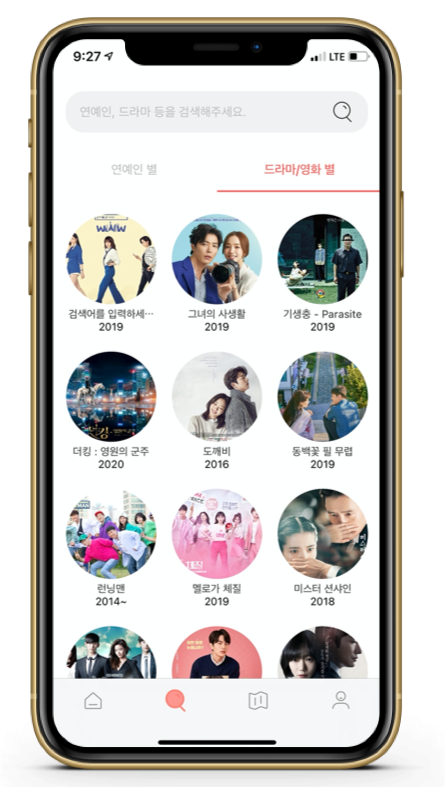 9:27
LTE
연예인, 드라마 등을 검색해주세요.
연예인 별
드라마/영화 별
WWW
검색어를 입력하세…
2019
그녀의 사생활
2019
기생충 - Parasite
2019
더킹 : 영원의 군주
2020
도깨비
2016
동백꽃 필 무렵
2019
런닝맨
2014~
멜로가 체질
2019
미스터 션샤인
2018